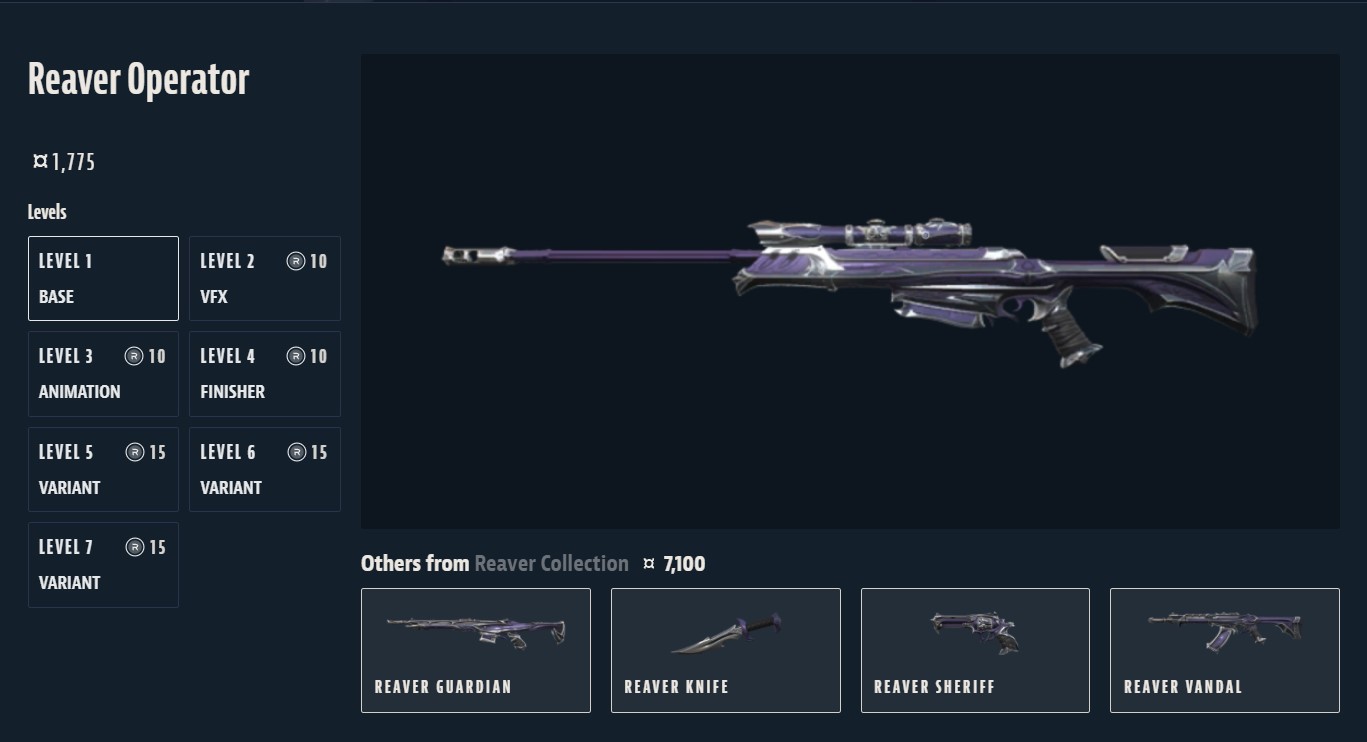 Reaver Operator
¤1,775
Levels
LEVEL 1
BASE
LEVEL 2 R 10
VFX
LEVEL 3 R 10
ANIMATION
LEVEL 4 R 10
FINISHER
LEVEL 5 R 15
VARIANT
LEVEL 6 R 15
VARIANT
LEVEL 7 R 15
VARIANT
Others from Reaver Collection ¤ 7,100
REAVER GUARDIAN
REAVER KNIFE
REAVER SHERIFF
REAVER VANDAL